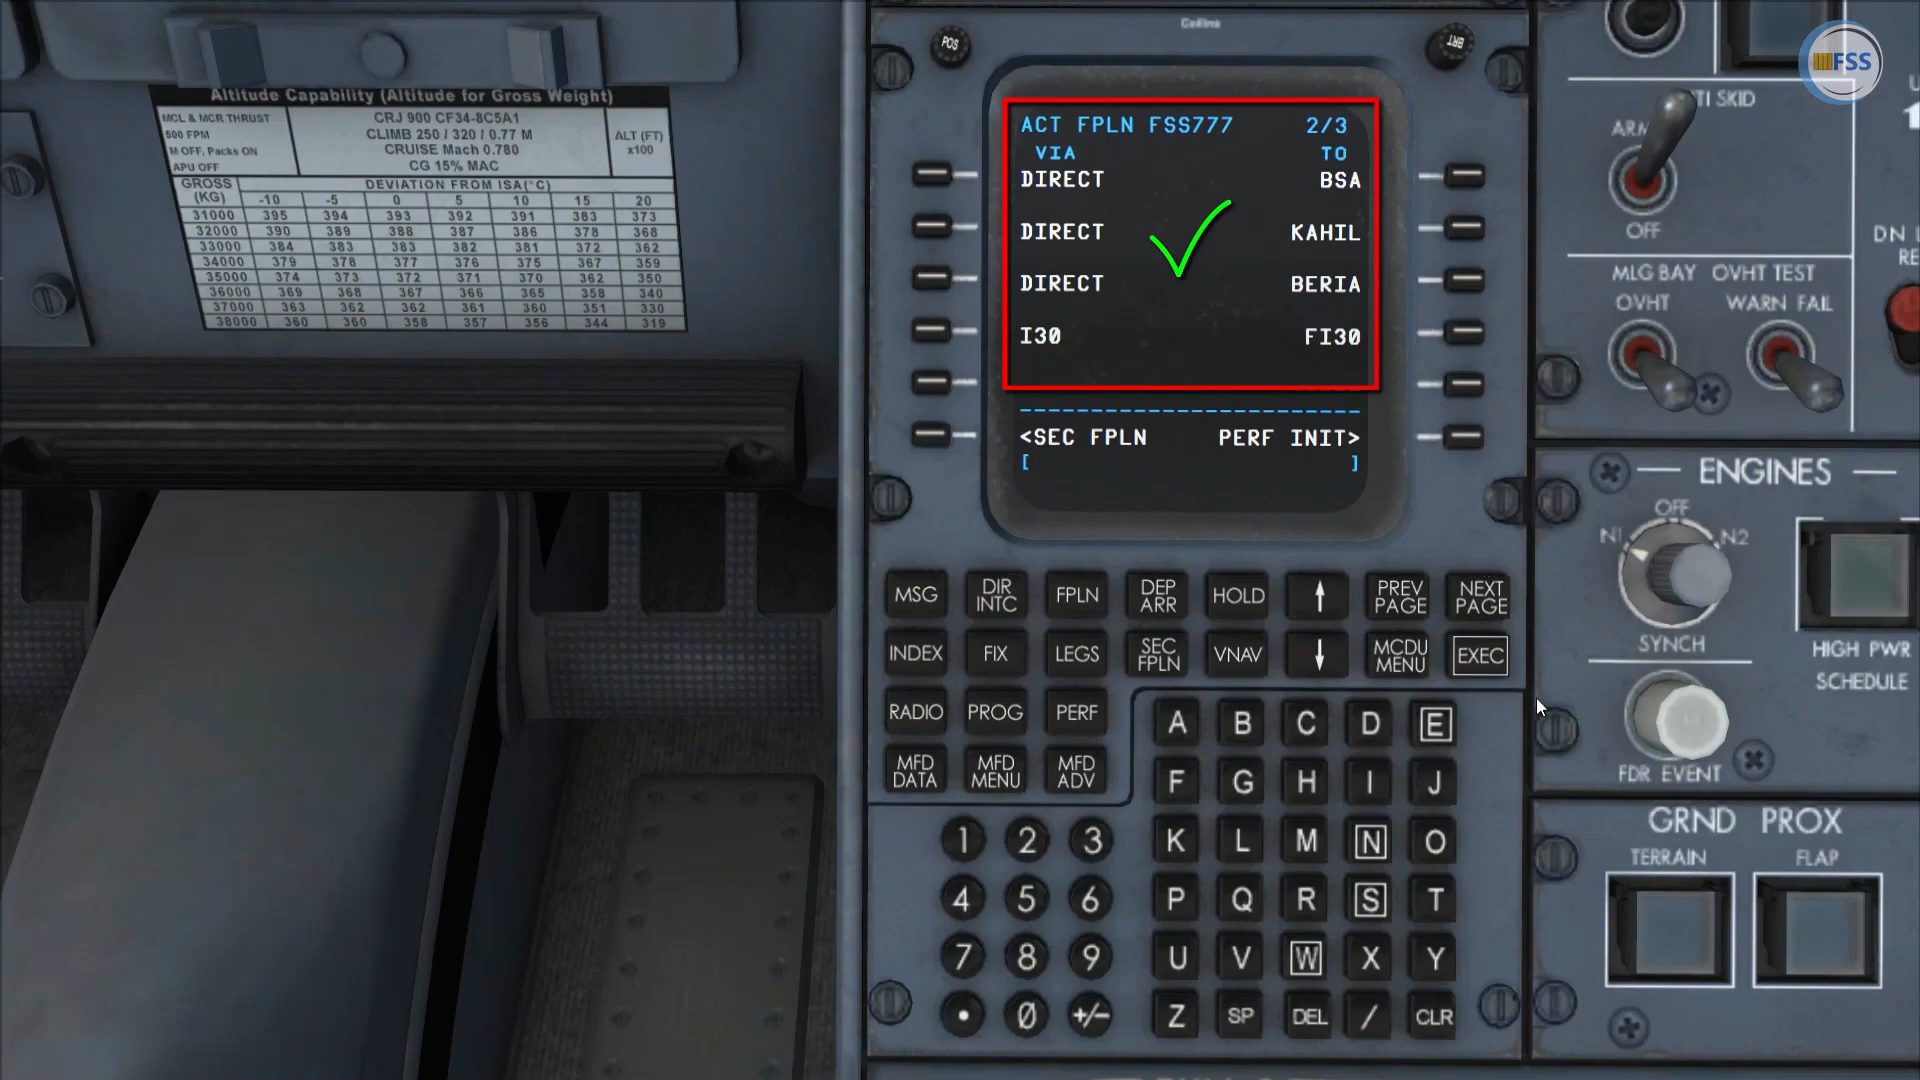 Collins
POS
BRT
FSS
Altitude Capability (Altitude for Gross Weight)
MCL & MCR THRUST
500 FPM
M OFF, Packs ON
APU OFF
CRJ 900 CF34-8C5A1
CLIMB 250 / 320 / 0.77 M
CRUISE Mach 0.780
CG 15% MAC
ALT (FT)
x100
GROSS
(KG)
DEVIATION FROM ISA(°C)
-10 -5 0 5 10 15 20
31000 395 394 393 392 391 383 373
32000 390 389 388 387 386 378 368
33000 384 383 383 382 381 372 362
34000 379 378 377 376 375 367 359
35000 374 373 372 371 370 362 350
36000 369 368 367 366 365 358 340
37000 363 362 362 361 360 351 330
38000 360 360 358 357 356 344 319
ACT FPLN FSS777 2/3
VIA TO
DIRECT BSA
DIRECT KAHIL
DIRECT BERIA
I30 FI30
------------------------
<SEC FPLN PERF INIT>
[ ]
MSG DIR INTC FPLN DEP ARR HOLD ↑ PREV PAGE NEXT PAGE
INDEX FIX LEGS SEC FPLN VNAV ↓ MCDU MENU EXEC
RADIO PROG PERF
MFD DATA MFD MENU MFD ADV
A B C D E
F G H I J
K L M N O
P Q R S T
U V W X Y
Z SP DEL / CLR
1 2 3
4 5 6
7 8 9
• Ø +/−
TI SKID
ARM
OFF
DN L
RE
MLG BAY OVHT TEST
OVHT WARN FAIL
ENGINES
OFF
N1 N2
SYNCH
HIGH PWR
SCHEDULE
FDR EVENT
GRND PROX
TERRAIN FLAP